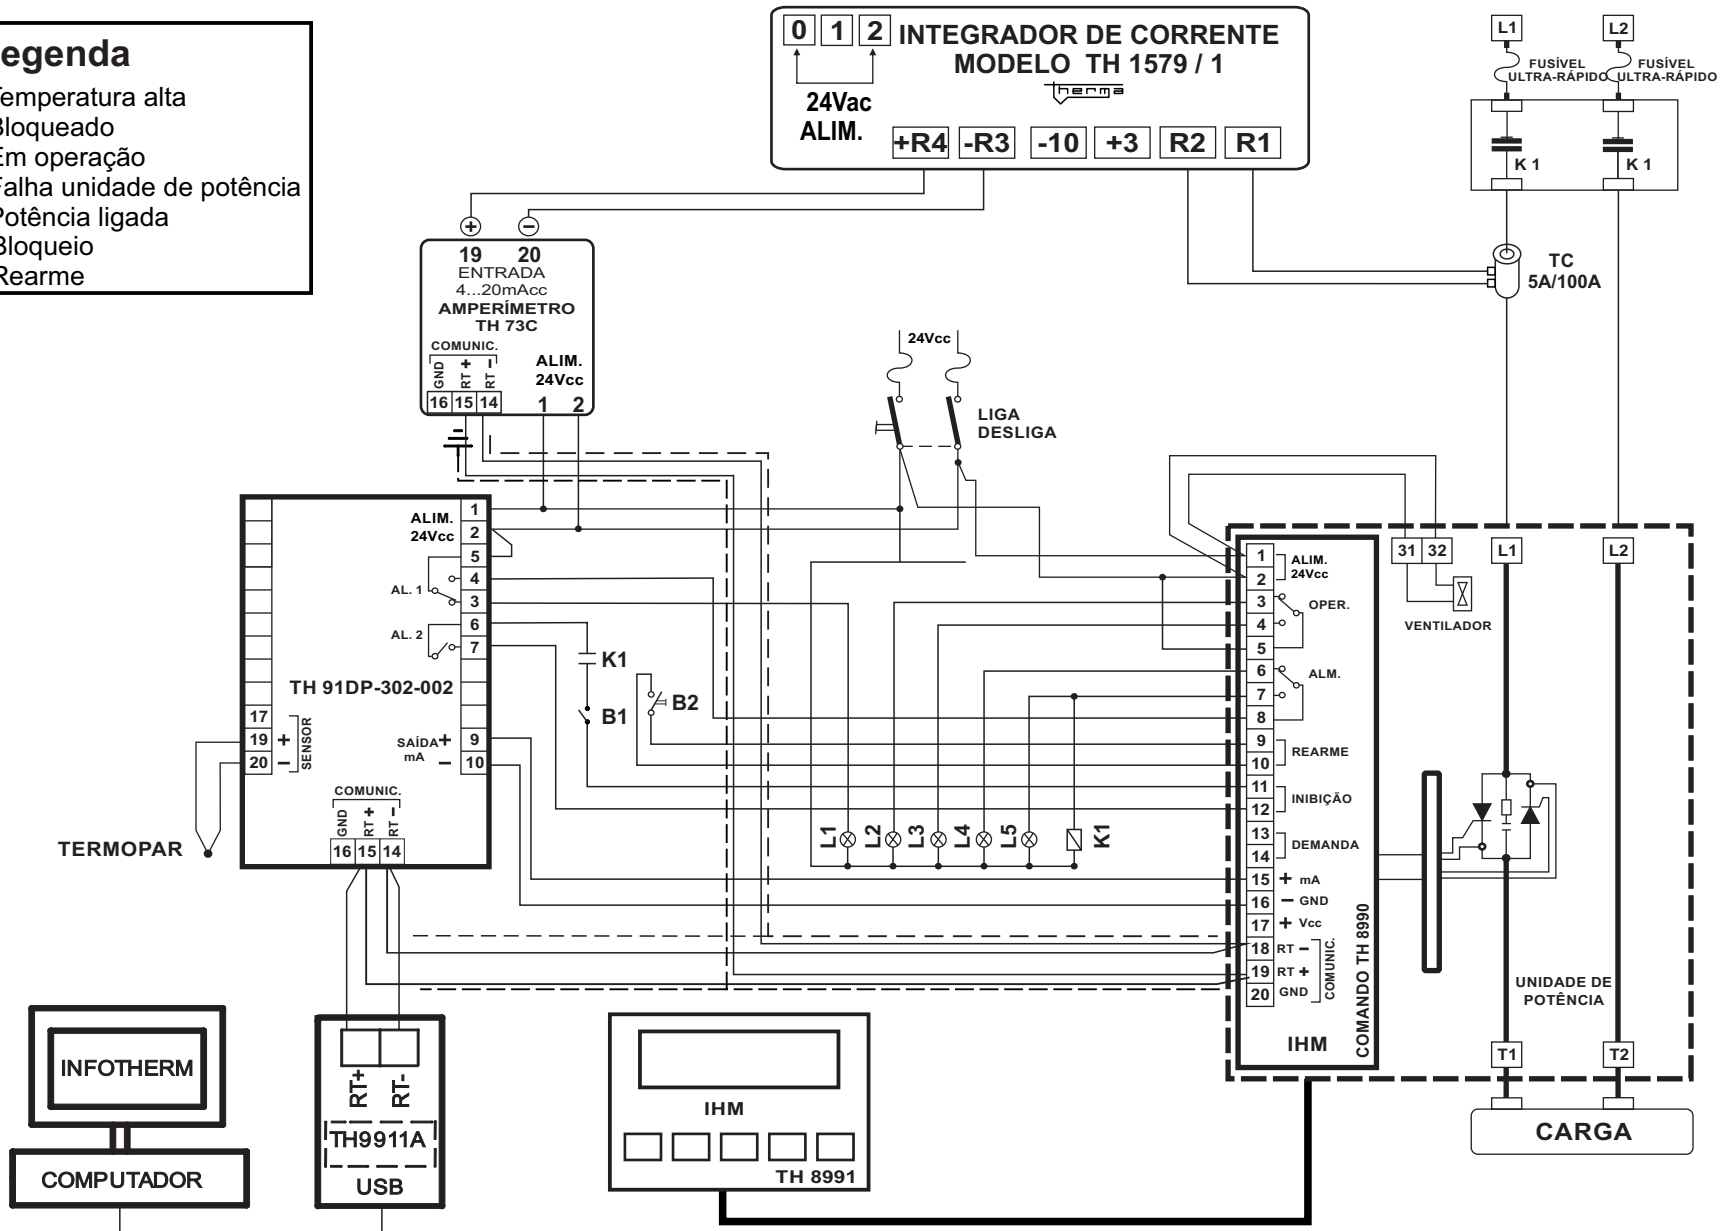 egenda
Temperatura alta
Bloqueado
Em operação
Falha unidade de potência
Potência ligada
Bloqueio
Rearme
0 1 2 INTEGRADOR DE CORRENTE
MODELO TH 1579 / 1
therma
24Vac
ALIM.
+R4 -R3 -10 +3 R2 R1
L1 L2
FUSÍVEL
ULTRA-RÁPIDO
FUSÍVEL
ULTRA-RÁPIDO
K 1 K 1
TC
5A/100A
+ −
19 20
ENTRADA
4...20mAcc
AMPERÍMETRO
TH 73C
COMUNIC.
GND RT + RT −
16 15 14
ALIM.
24Vcc
1 2
24Vcc
LIGA
DESLIGA
ALIM.
24Vcc
AL. 1
AL. 2
1
2
5
4
3
6
7
TH 91DP-302-002
17
19 +
20 −
SENSOR
SAÍDA + 9
mA − 10
COMUNIC.
GND RT + RT −
16 15 14
TERMOPAR
K1
B1
B2
L1 L2 L3 L4 L5 K1
1
2
ALIM.
24Vcc
3
4
5
OPER.
6
7
8
ALM.
9
10
REARME
11
12
INIBIÇÃO
13
14
DEMANDA
15 + mA
16 − GND
17 + Vcc
18 RT −
19 RT +
20 GND
COMUNIC.
COMANDO TH 8990
IHM
31 32
VENTILADOR
L1 L2
UNIDADE DE
POTÊNCIA
T1 T2
CARGA
INFOTHERM
COMPUTADOR
RT+ RT-
TH9911A
USB
IHM
TH 8991